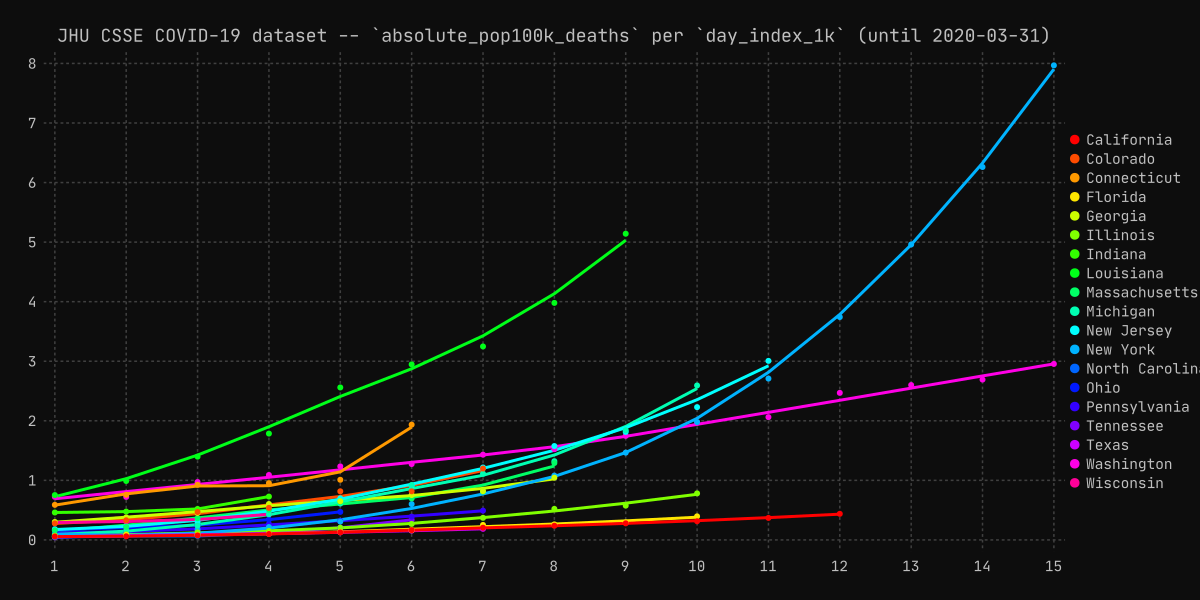 JHU CSSE COVID-19 dataset -- `absolute_pop100k_deaths` per `day_index_1k` (until 2020-03-31)
8
7
6
5
4
3
2
1
0
1 2 3 4 5 6 7 8 9 10 11 12 13 14 15
California
Colorado
Connecticut
Florida
Georgia
Illinois
Indiana
Louisiana
Massachusetts
Michigan
New Jersey
New York
North Carolina
Ohio
Pennsylvania
Tennessee
Texas
Washington
Wisconsin